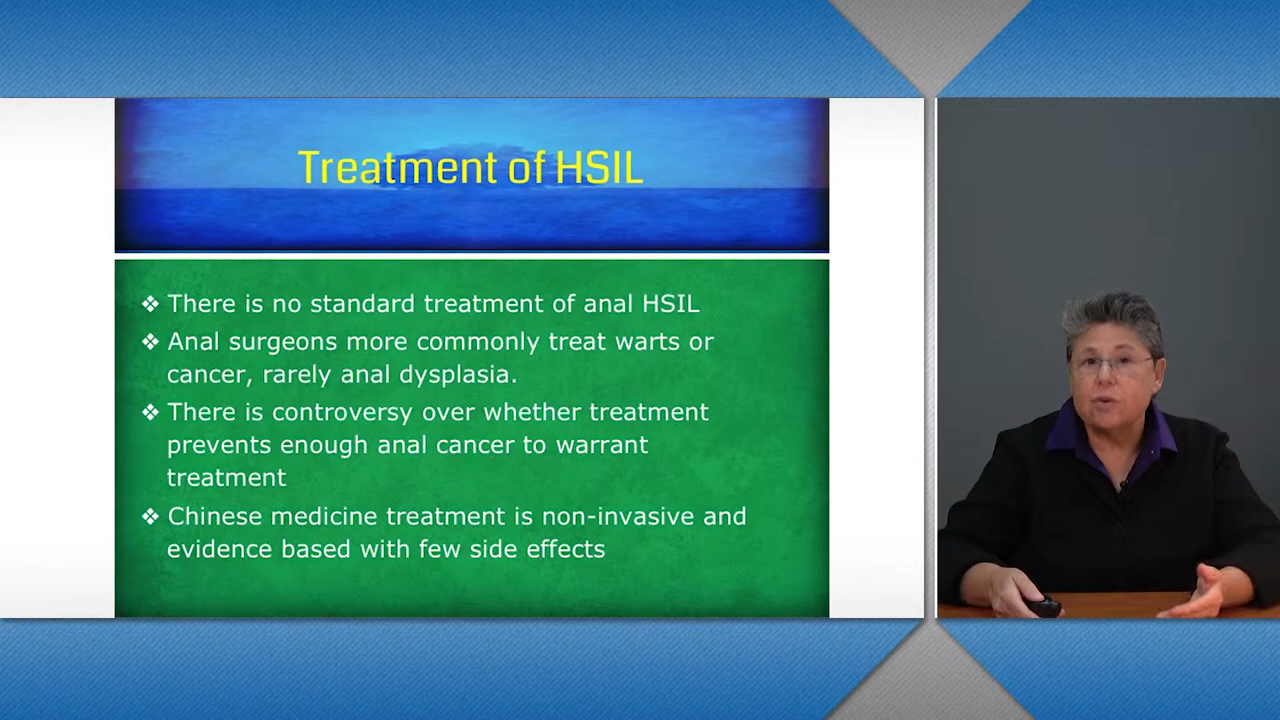 Treatment of HSIL
❖ There is no standard treatment of anal HSIL
❖ Anal surgeons more commonly treat warts or
cancer, rarely anal dysplasia.
❖ There is controversy over whether treatment
prevents enough anal cancer to warrant
treatment
❖ Chinese medicine treatment is non-invasive and
evidence based with few side effects